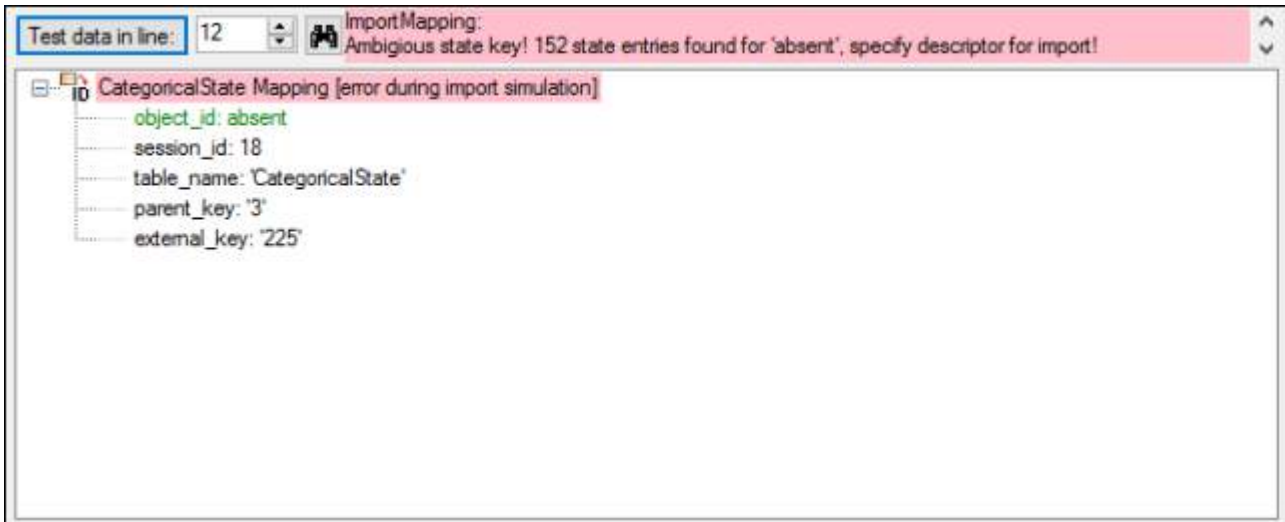 Test data in line:
12
ImportMapping:
Ambigious state key! 152 state entries found for 'absent', specify descriptor for import!
ID
CategoricalState Mapping [error during import simulation]
object_id: absent
session_id: 18
table_name: 'CategoricalState'
parent_key: '3'
external_key: '225'